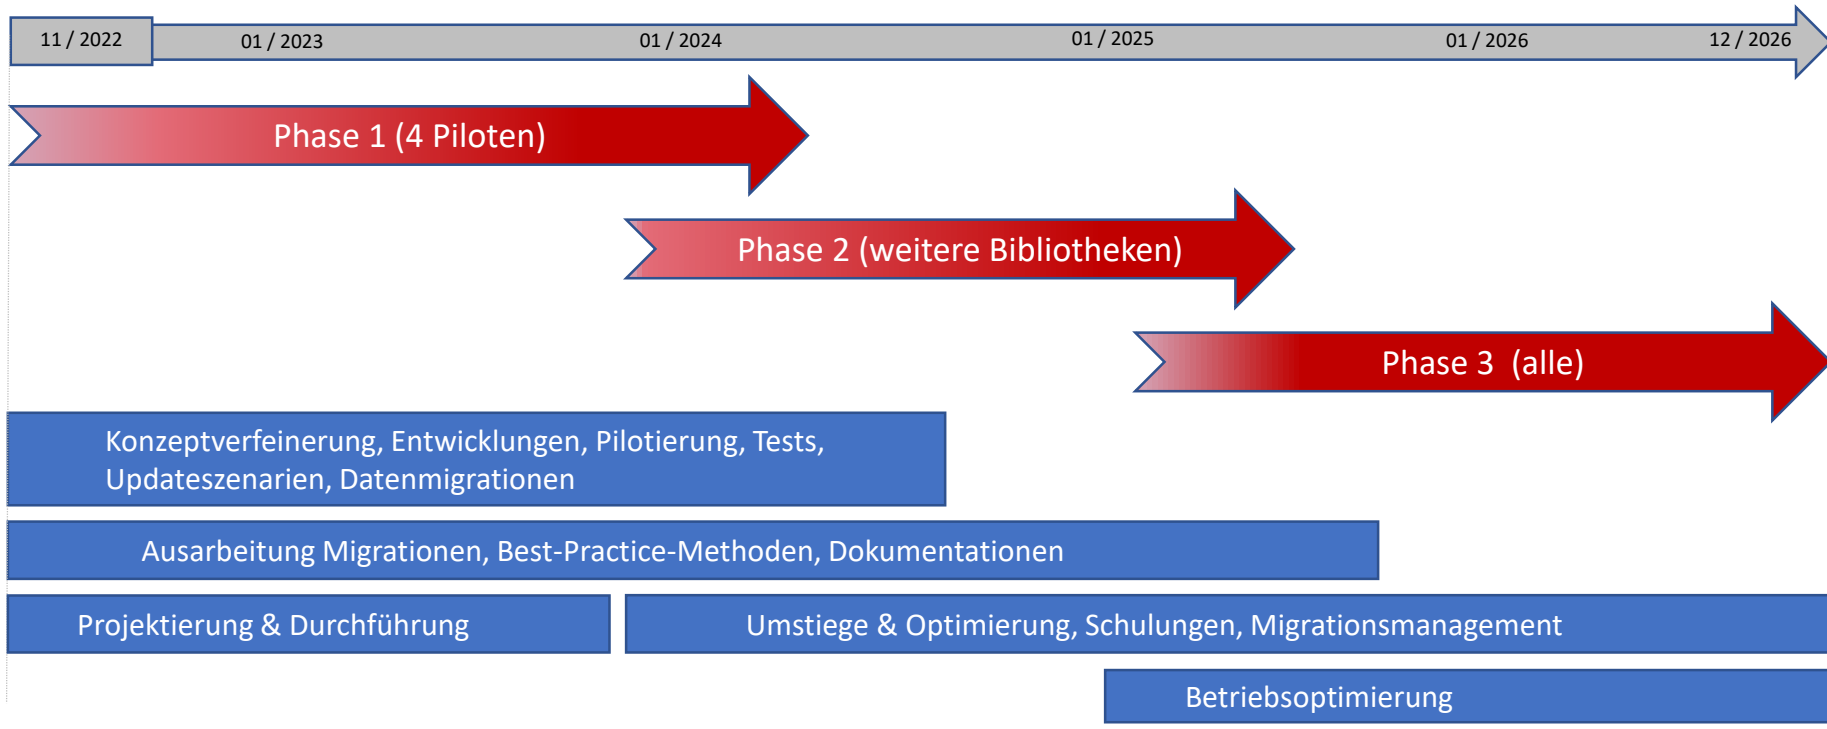 11 / 2022
01 / 2023
01 / 2024
01 / 2025
01 / 2026
12 / 2026
Phase 1 (4 Piloten)
Phase 2 (weitere Bibliotheken)
Phase 3  (alle)
Konzeptverfeinerung, Entwicklungen, Pilotierung, Tests,
Updateszenarien, Datenmigrationen
Ausarbeitung Migrationen, Best-Practice-Methoden, Dokumentationen
Projektierung & Durchführung
Umstiege & Optimierung, Schulungen, Migrationsmanagement
Betriebsoptimierung